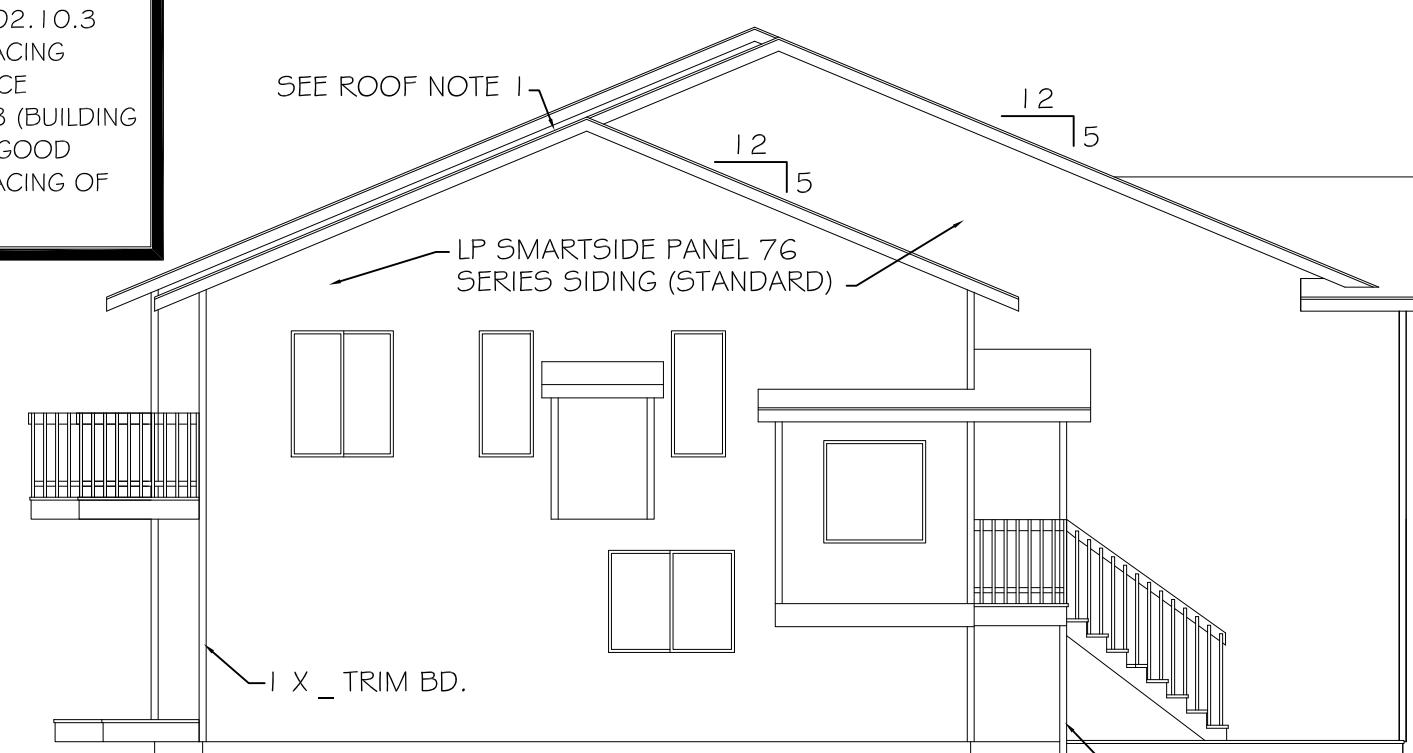 02.10.3
ACING
CE
3 (BUILDING
GOOD
ACING OF
SEE ROOF NOTE 1
12
5
12
5
LP SMARTSIDE PANEL 76
SERIES SIDING (STANDARD)
1 X _ TRIM BD.